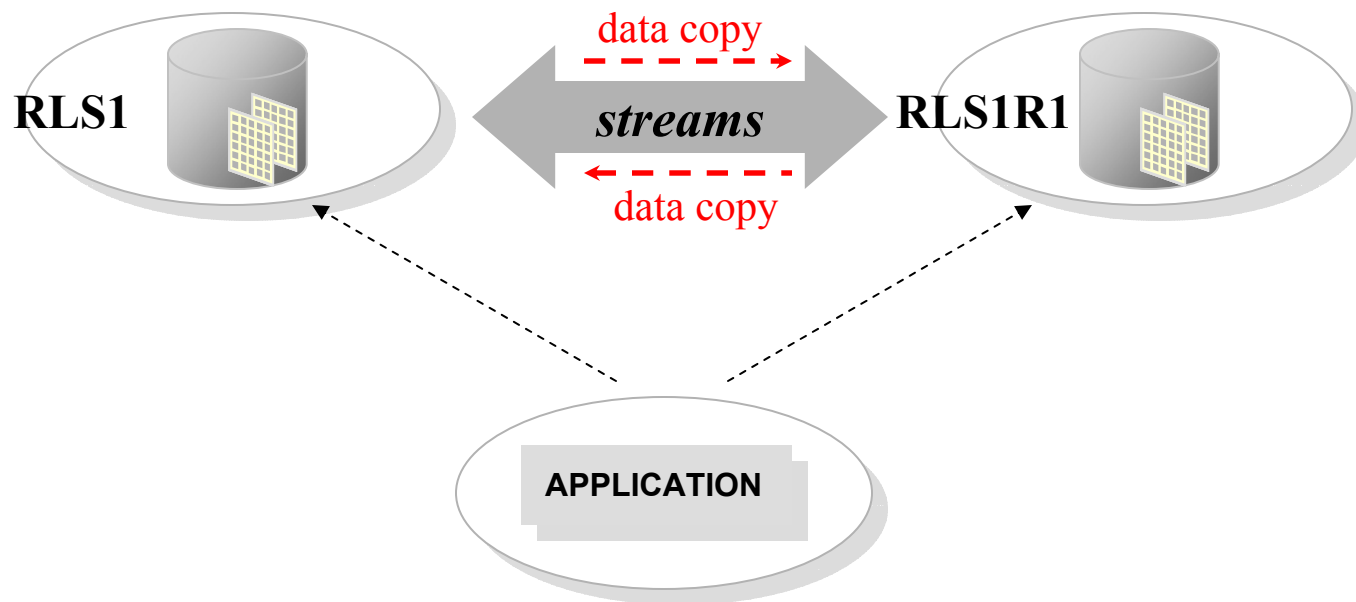 data copy
RLS1
streams
RLS1R1
data copy
APPLICATION